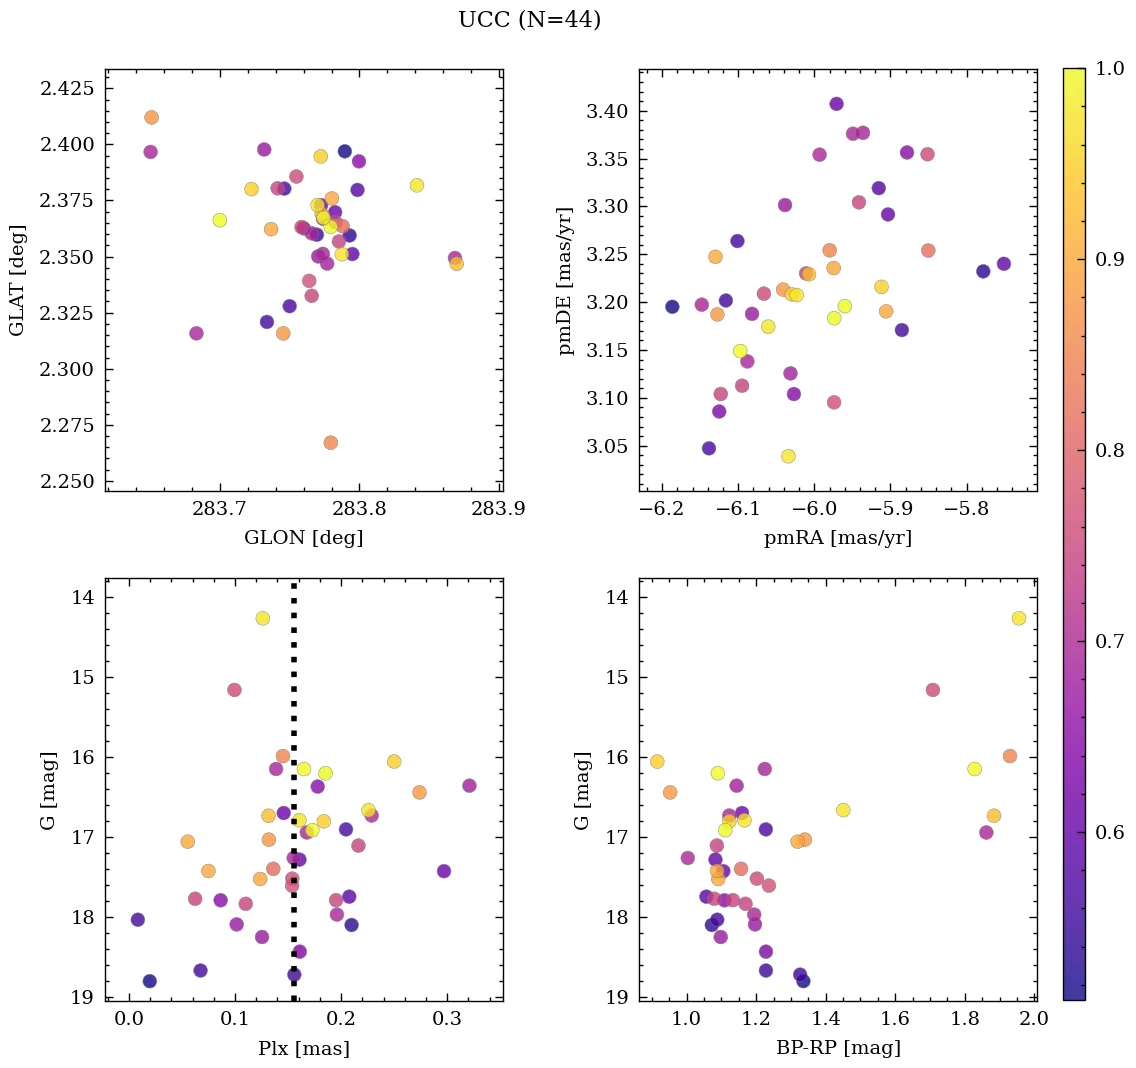 UCC (N=44)
2.425
2.400
2.375
2.350
2.325
2.300
2.275
2.250
GLAT [deg]
283.7 283.8 283.9
GLON [deg]
3.40
3.35
3.30
3.25
3.20
3.15
3.10
3.05
pmDE [mas/yr]
−6.2 −6.1 −6.0 −5.9 −5.8
pmRA [mas/yr]
1.0
0.9
0.8
0.7
0.6
14
15
16
17
18
19
G [mag]
0.0 0.1 0.2 0.3
Plx [mas]
14
15
16
17
18
19
G [mag]
1.0 1.2 1.4 1.6 1.8 2.0
BP-RP [mag]